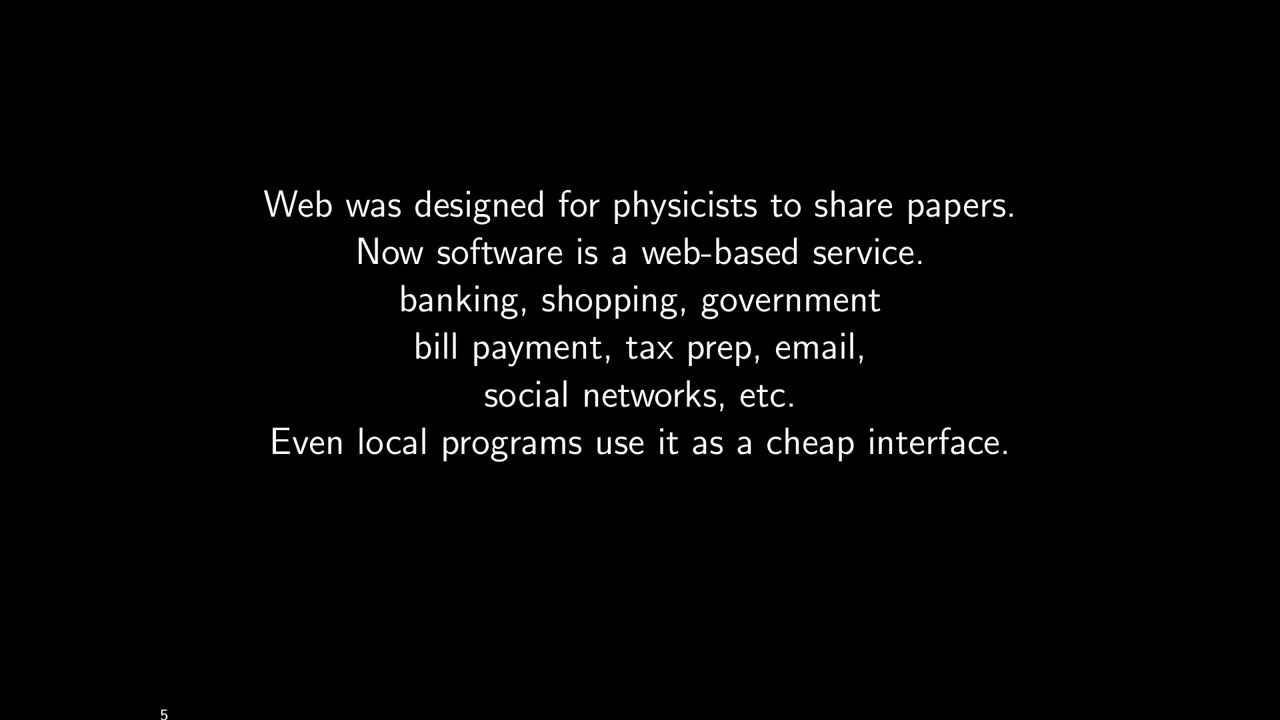 Web was designed for physicists to share papers.
Now software is a web-based service.
banking, shopping, government
bill payment, tax prep, email,
social networks, etc.
Even local programs use it as a cheap interface.
5